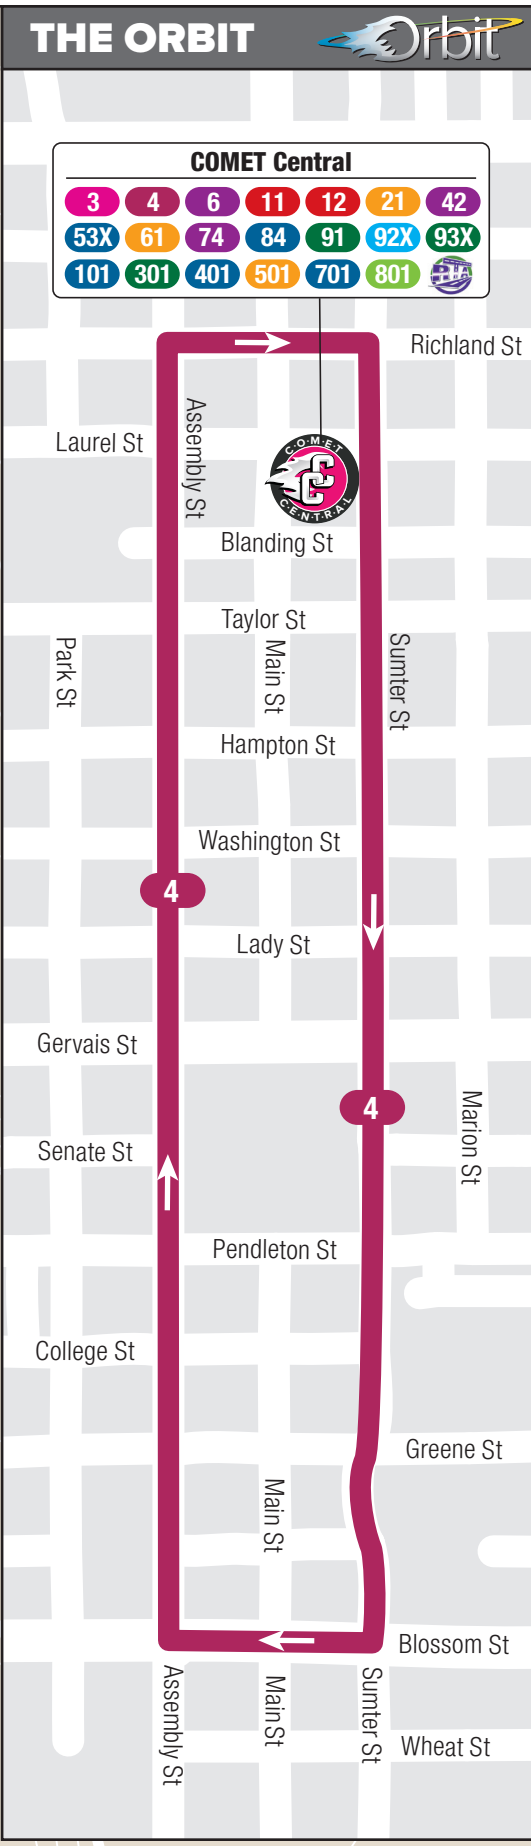 THE ORBIT
Orbit
COMET Central
3 4 6 11 12 21 42
53X 61 74 84 91 92X 93X
101 301 401 501 701 801
Richland St
Assembly St
Laurel St
COMET
CC
CENTRAL
Blanding St
Taylor St
Park St
Main St
Sumter St
Hampton St
Washington St
4
Lady St
Gervais St
4
Marion St
Senate St
Pendleton St
College St
Greene St
Main St
Blossom St
Assembly St
Main St
Sumter St
Wheat St